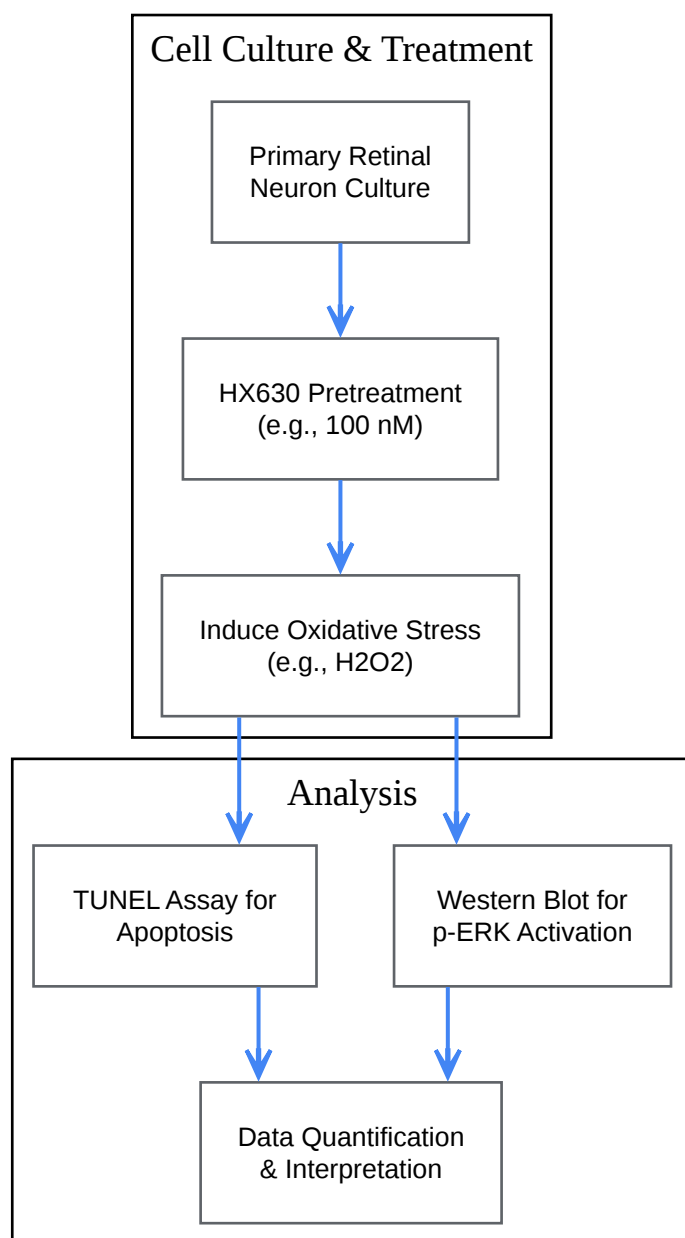 Cell Culture & Treatment
Primary Retinal
Neuron Culture
HX630 Pretreatment
(e.g., 100 nM)
Induce Oxidative Stress
(e.g., H2O2)
Analysis
TUNEL Assay for
Apoptosis
Western Blot for
p-ERK Activation
Data Quantification
& Interpretation